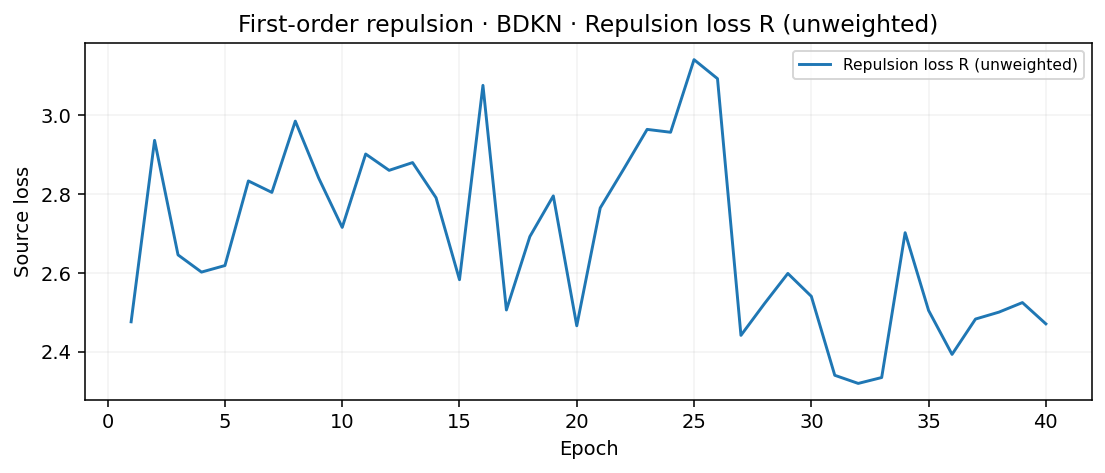 First-order repulsion · BDKN · Repulsion loss R (unweighted)
Repulsion loss R (unweighted)
Source loss
3.0
2.8
2.6
2.4
0 5 10 15 20 25 30 35 40
Epoch